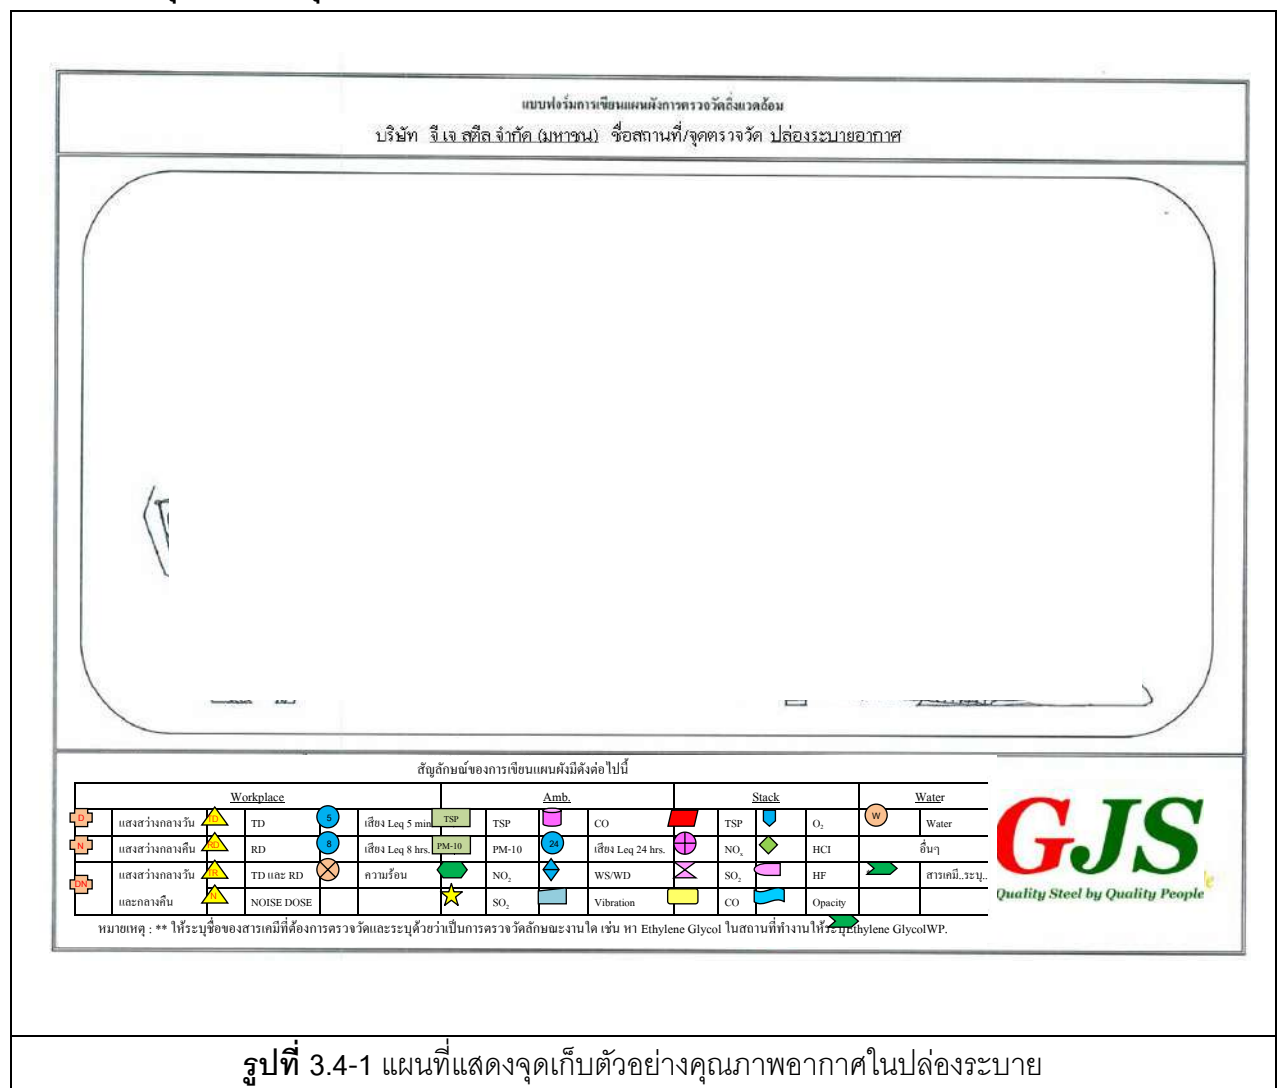 แบบฟอร์มการเขียนแผนผังการตรวจวัดสิ่งแวดล้อม
บริษัท จี เจ สตีล จำกัด (มหาชน) ชื่อสถานที่/จุดตรวจวัด ปล่องระบายอากาศ
สัญลักษณ์ของการเขียนแผนผังมีดังต่อไปนี้
Workplace Amb. Stack Water
D แสงสว่างกลางวัน TD TD 5 เสียง Leq 5 min TSP TSP CO TSP O₂ W Water
N แสงสว่างกลางคืน RD RD 8 เสียง Leq 8 hrs. PM-10 PM-10 24 เสียง Leq 24 hrs. NOₓ HCI อื่นๆ
DN แสงสว่างกลางวัน TR TD และ RD ความร้อน NO₂ WS/WD SO₂ HF สารเคมี..ระบุ..
และกลางคืน N NOISE DOSE SO₂ Vibration CO Opacity
GJS
Quality Steel by Quality People
หมายเหตุ : ** ให้ระบุชื่อของสารเคมีที่ต้องการตรวจวัดและระบุด้วยว่าเป็นการตรวจวัดลักษณะงานใด เช่น หา Ethylene Glycol ในสถานที่ทำงานให้ระบุEthylene GlycolWP.
รูปที่ 3.4-1 แผนที่แสดงจุดเก็บตัวอย่างคุณภาพอากาศในปล่องระบาย